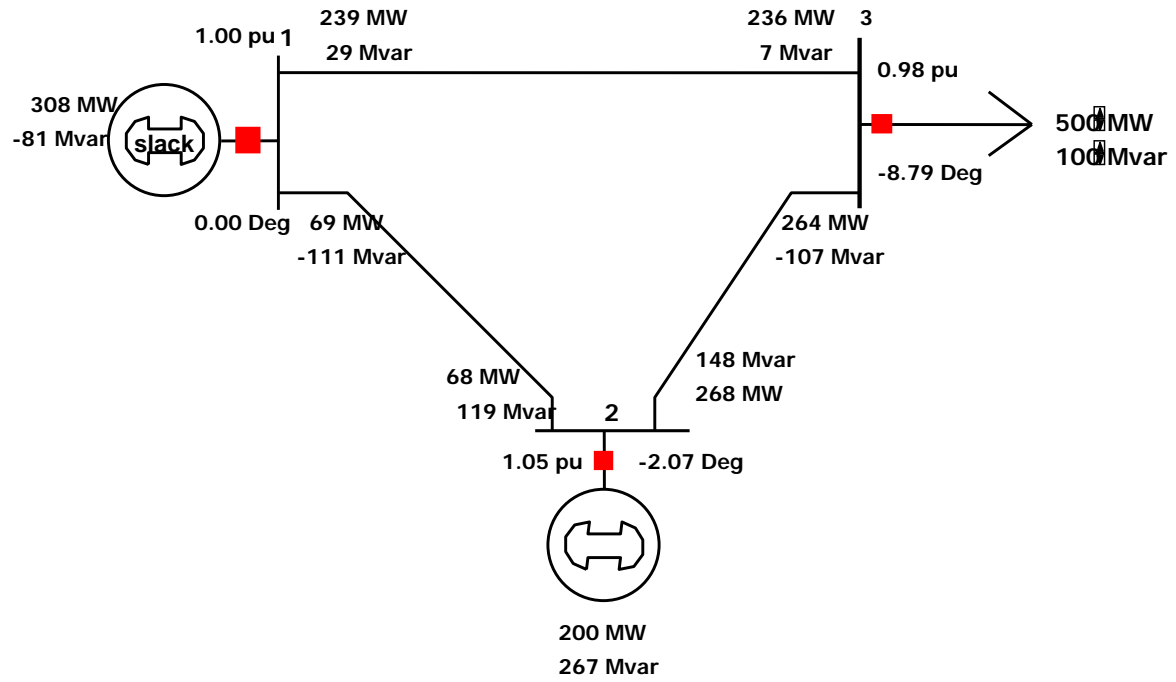 239 MW
29 Mvar
236 MW
7 Mvar
3
1.00 pu
1
0.98 pu
308 MW
-81 Mvar
slack
500 MW
100 Mvar
-8.79 Deg
0.00 Deg
69 MW
-111 Mvar
264 MW
-107 Mvar
148 Mvar
268 MW
68 MW
119 Mvar
2
1.05 pu
-2.07 Deg
200 MW
267 Mvar